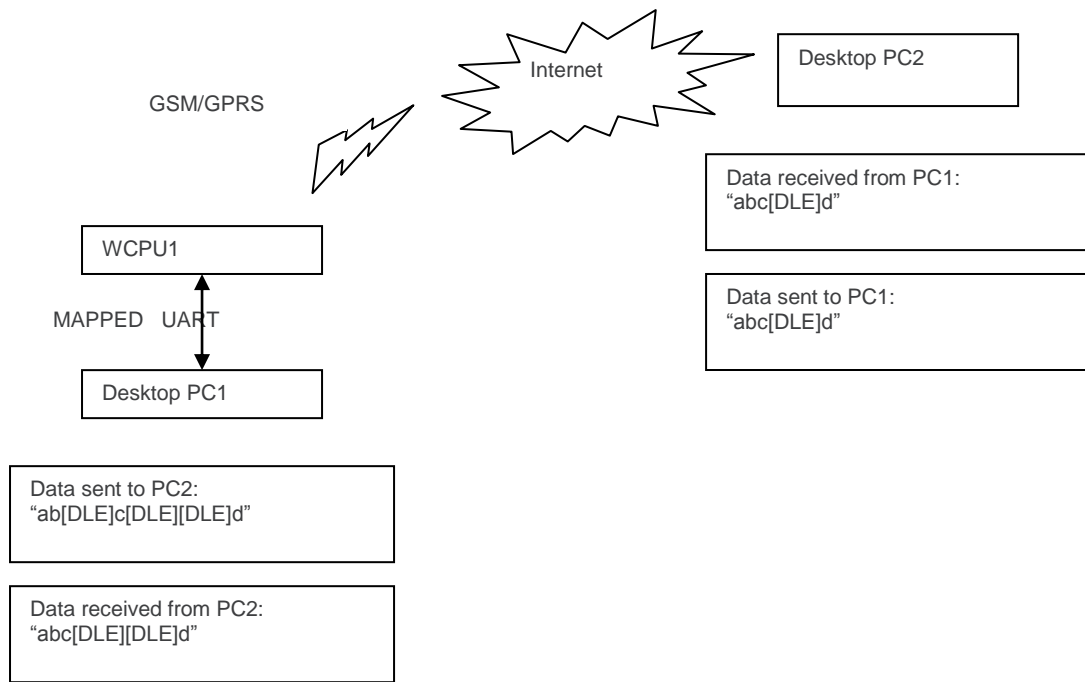 Internet
Desktop PC2
GSM/GPRS
Data received from PC1:
“abc[DLE]d”
WCPU1
Data sent to PC1:
“abc[DLE]d”
MAPPED UART
Desktop PC1
Data sent to PC2:
“ab[DLE]c[DLE][DLE]d”
Data received from PC2:
“abc[DLE][DLE]d”